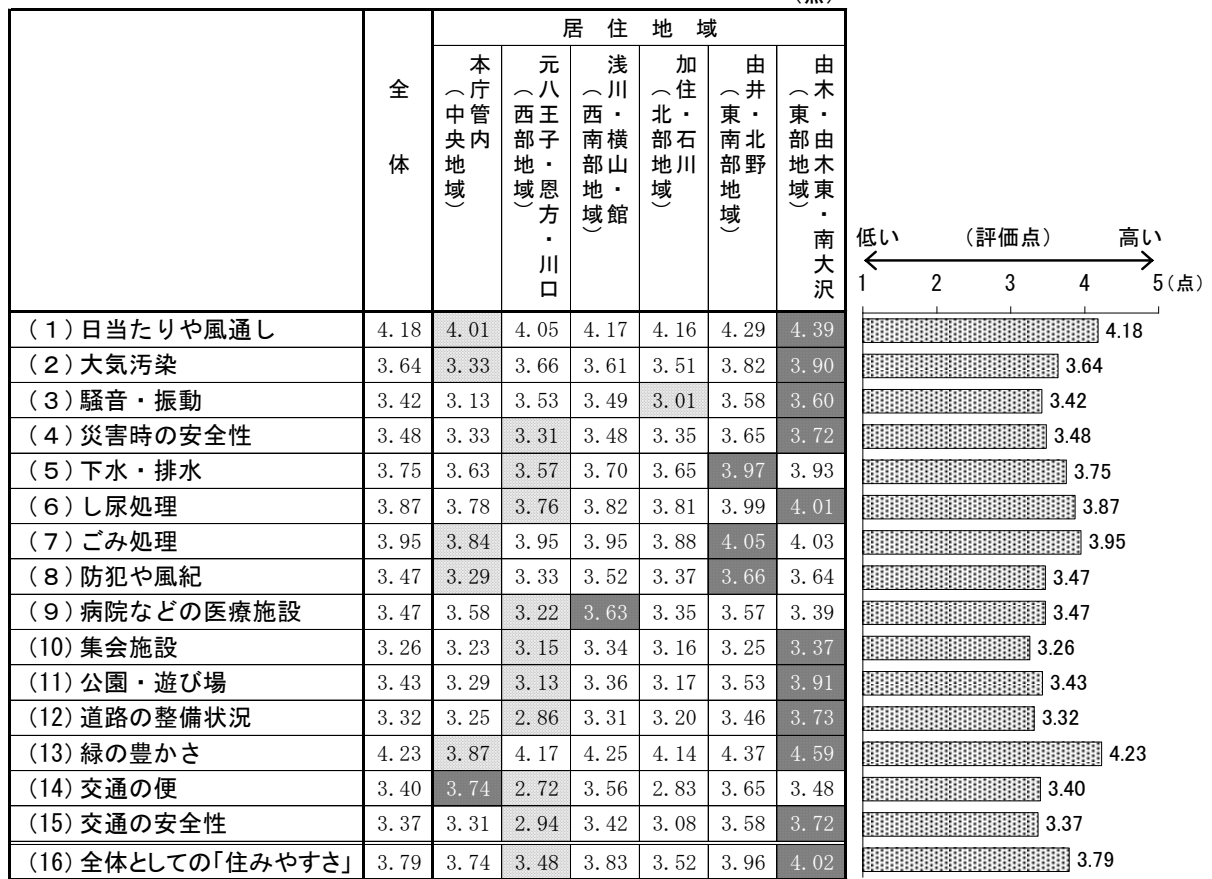 (点)
居住地域
全体
本庁管内(中央地域)
元八王子・恩方・川口(西部地域)
浅川・横山・館(西南部地域)
加住・石川(北部地域)
由井・北野(東南部地域)
由木・由木東・南大沢(東部地域)
低い (評価点) 高い
1 2 3 4 5(点)
(1)日当たりや風通し 4.18 4.01 4.05 4.17 4.16 4.29 4.39 4.18
(2)大気汚染 3.64 3.33 3.66 3.61 3.51 3.82 3.90 3.64
(3)騒音・振動 3.42 3.13 3.53 3.49 3.01 3.58 3.60 3.42
(4)災害時の安全性 3.48 3.33 3.31 3.48 3.35 3.65 3.72 3.48
(5)下水・排水 3.75 3.63 3.57 3.70 3.65 3.97 3.93 3.75
(6)し尿処理 3.87 3.78 3.76 3.82 3.81 3.99 4.01 3.87
(7)ごみ処理 3.95 3.84 3.95 3.95 3.88 4.05 4.03 3.95
(8)防犯や風紀 3.47 3.29 3.33 3.52 3.37 3.66 3.64 3.47
(9)病院などの医療施設 3.47 3.58 3.22 3.63 3.35 3.57 3.39 3.47
(10)集会施設 3.26 3.23 3.15 3.34 3.16 3.25 3.37 3.26
(11)公園・遊び場 3.43 3.29 3.13 3.36 3.17 3.53 3.91 3.43
(12)道路の整備状況 3.32 3.25 2.86 3.31 3.20 3.46 3.73 3.32
(13)緑の豊かさ 4.23 3.87 4.17 4.25 4.14 4.37 4.59 4.23
(14)交通の便 3.40 3.74 2.72 3.56 2.83 3.65 3.48 3.40
(15)交通の安全性 3.37 3.31 2.94 3.42 3.08 3.58 3.72 3.37
(16)全体としての「住みやすさ」 3.79 3.74 3.48 3.83 3.52 3.96 4.02 3.79